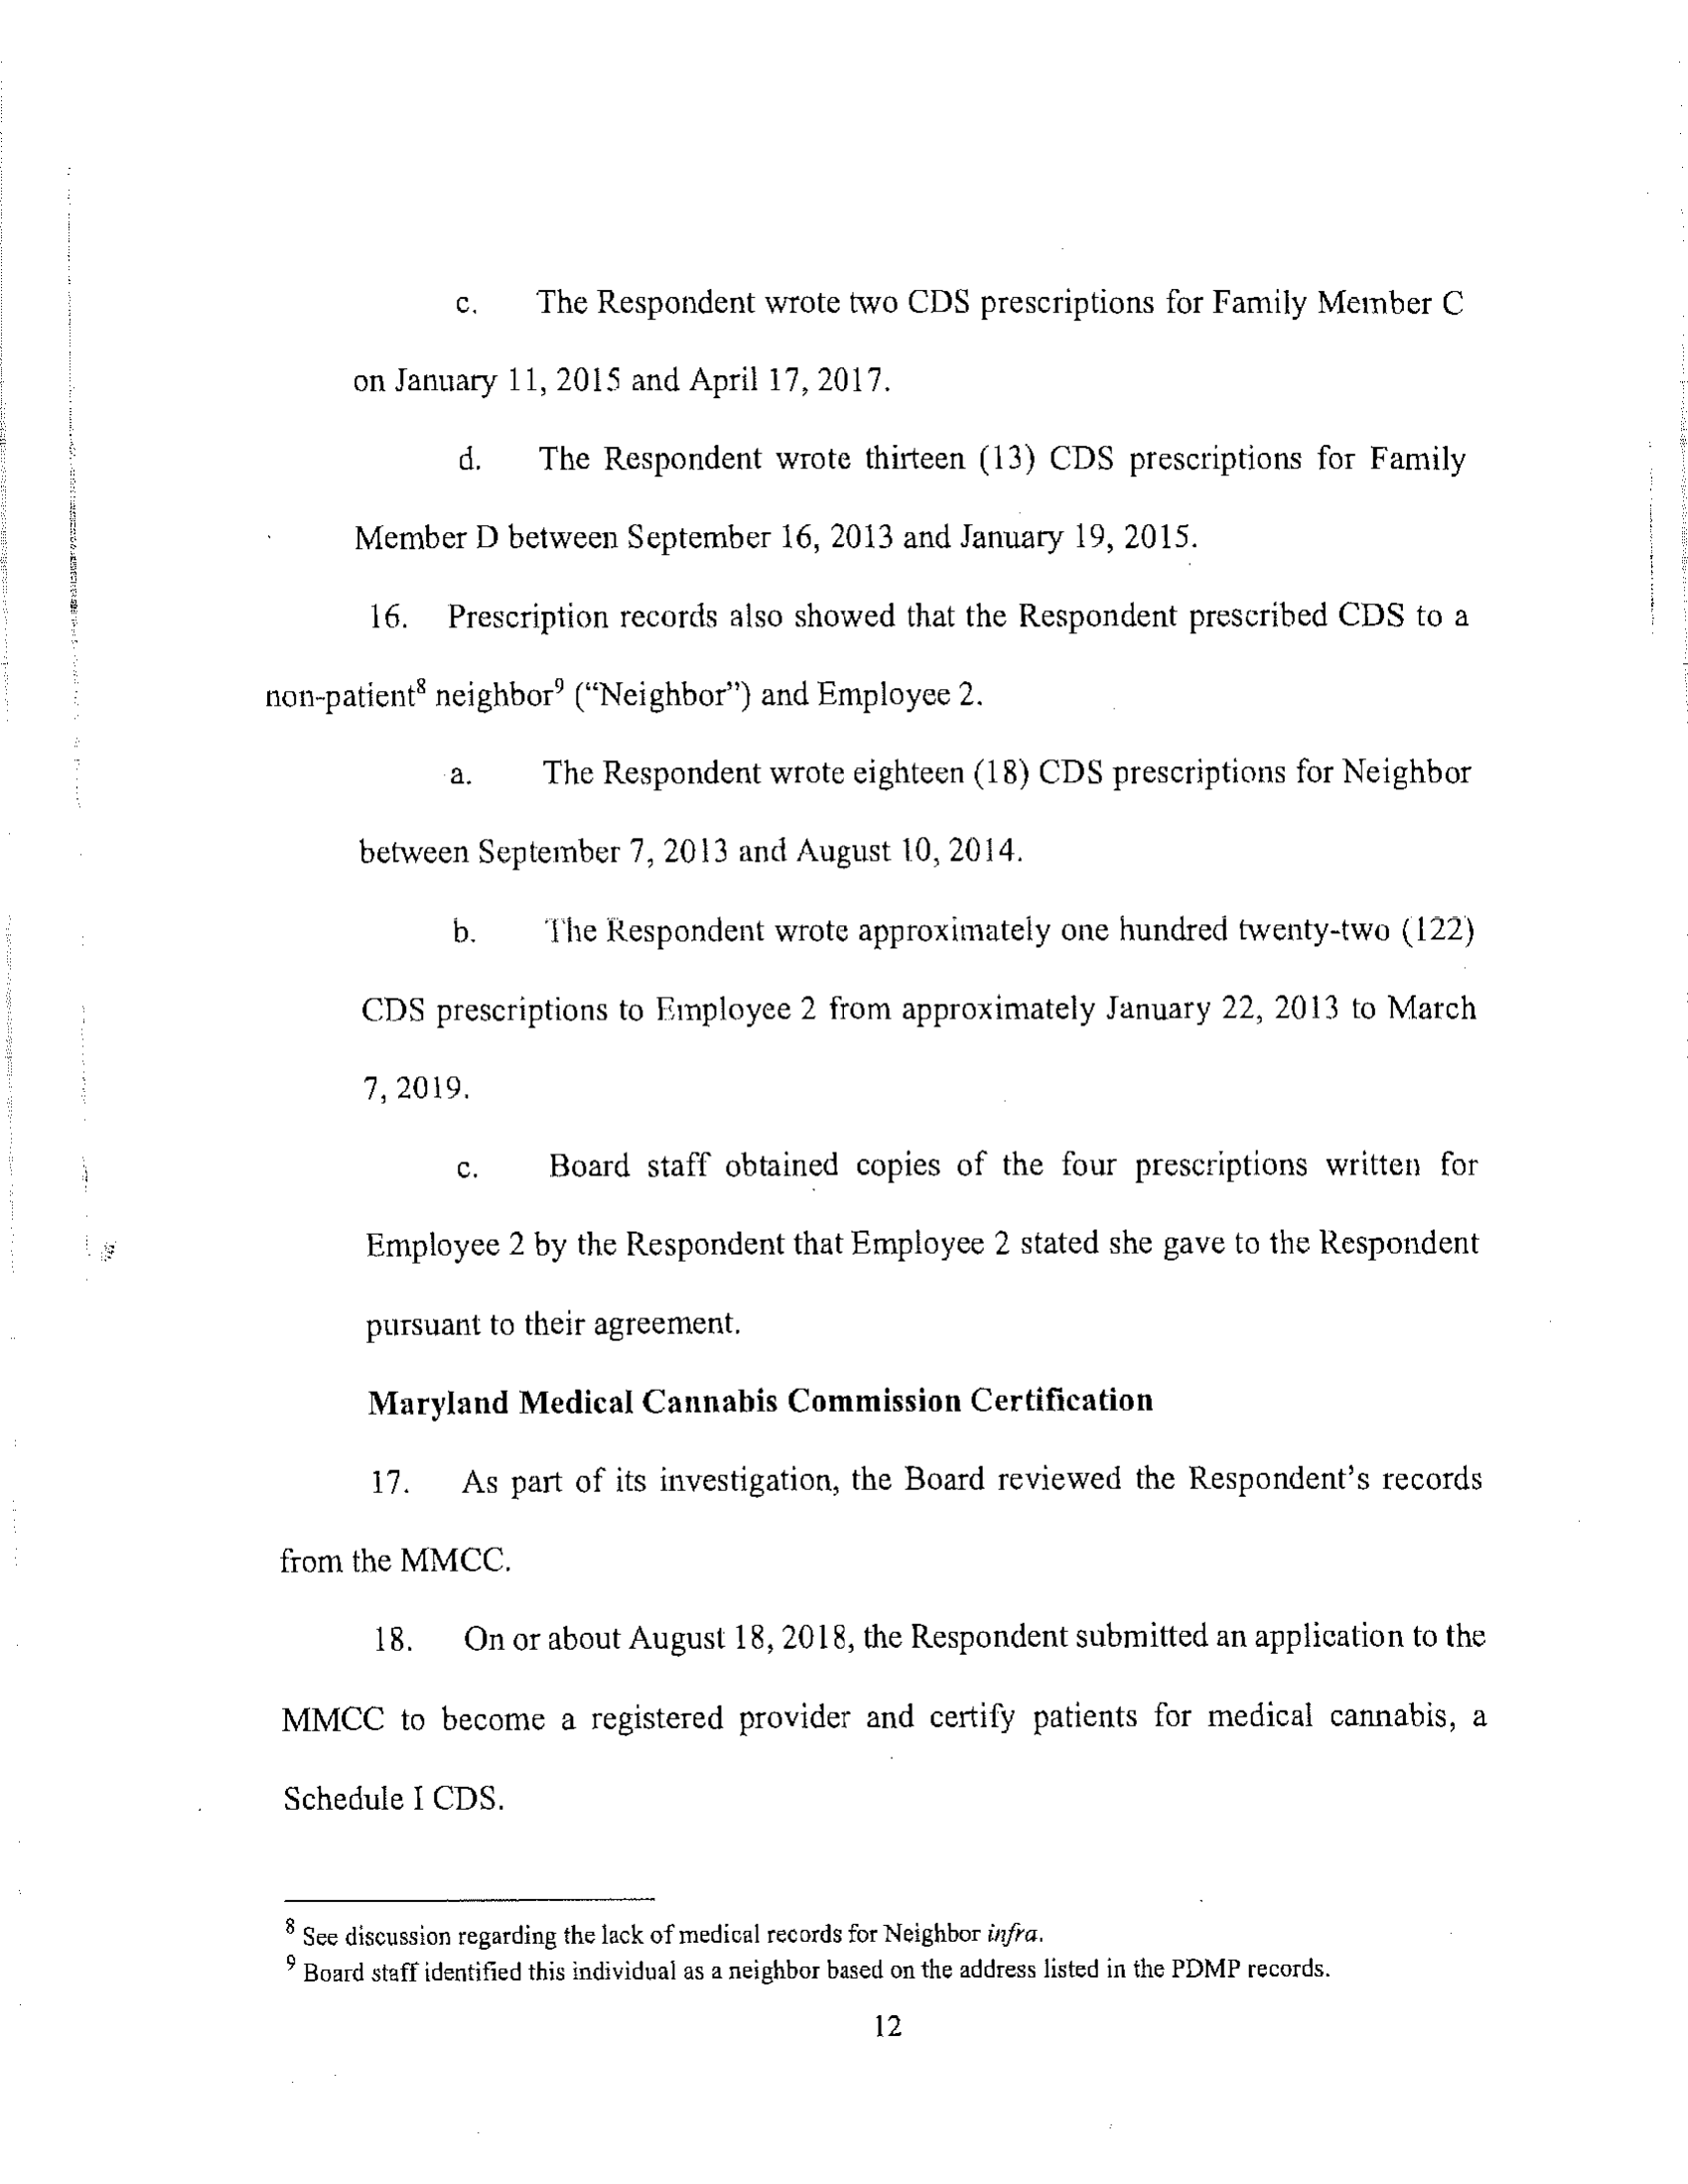 c. The Respondent wrote two CDS prescriptions for Family Member C
on January 11, 2015 and April 17, 2017.
d. The Respondent wrote thirteen (13) CDS prescriptions for Family
Member D between September 16, 2013 and January 19, 2015.
16. Prescription records also showed that the Respondent prescribed CDS to a
non-patient⁸ neighbor⁹ (“Neighbor”) and Employee 2.
a. The Respondent wrote eighteen (18) CDS prescriptions for Neighbor
between September 7, 2013 and August 10, 2014.
b. The Respondent wrote approximately one hundred twenty-two (122)
CDS prescriptions to Employee 2 from approximately January 22, 2013 to March
7, 2019.
c. Board staff obtained copies of the four prescriptions written for
Employee 2 by the Respondent that Employee 2 stated she gave to the Respondent
pursuant to their agreement.
Maryland Medical Cannabis Commission Certification
17. As part of its investigation, the Board reviewed the Respondent’s records
from the MMCC.
18. On or about August 18, 2018, the Respondent submitted an application to the
MMCC to become a registered provider and certify patients for medical cannabis, a
Schedule I CDS.
⁸ See discussion regarding the lack of medical records for Neighbor infra.
⁹ Board staff identified this individual as a neighbor based on the address listed in the PDMP records.
12